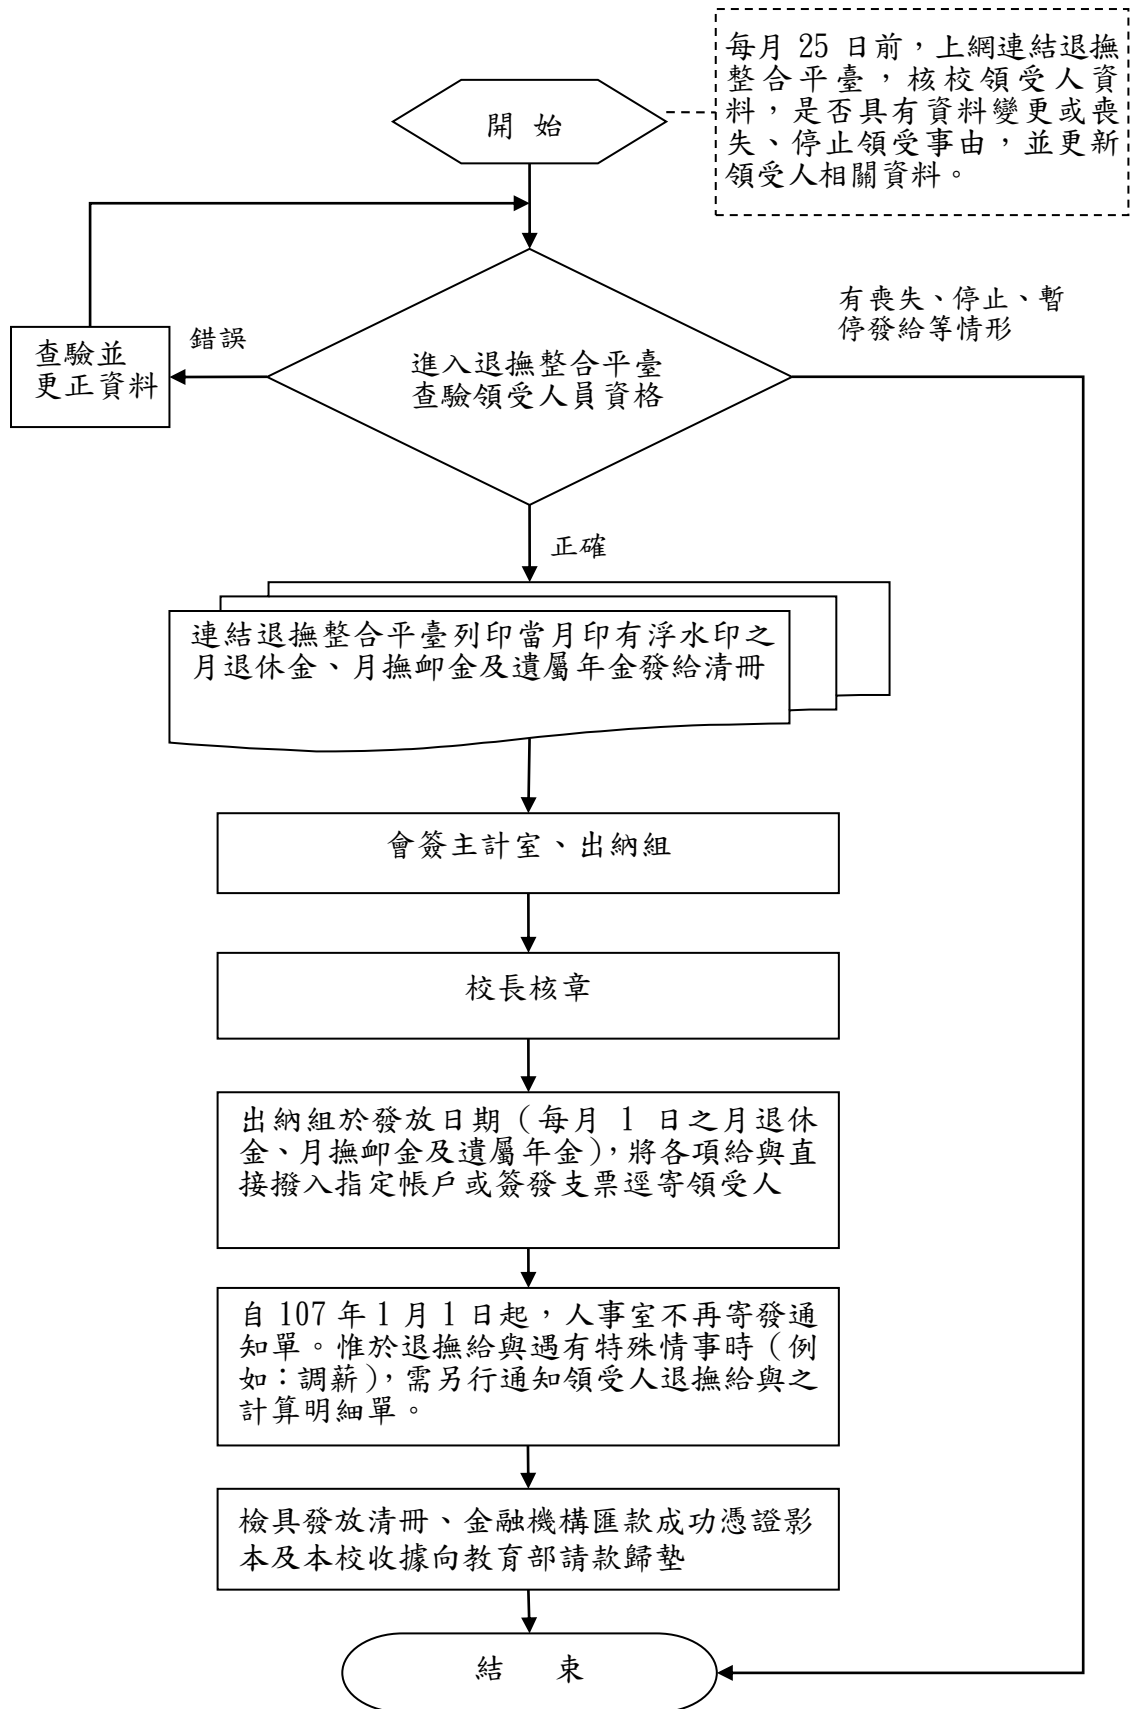 每月 25 日前，上網連結退撫
整合平臺，核校領受人資
料，是否具有資料變更或喪
失、停止領受事由，並更新
領受人相關資料。
開 始
有喪失、停止、暫
停發給等情形
錯誤
查驗並
更正資料
進入退撫整合平臺
查驗領受人員資格
正確
連結退撫整合平臺列印當月印有浮水印之
月退休金、月撫卹金及遺屬年金發給清冊
會簽主計室、出納組
校長核章
出納組於發放日期（每月 1 日之月退休
金、月撫卹金及遺屬年金），將各項給與直
接撥入指定帳戶或簽發支票逕寄領受人
自 107 年 1 月 1 日起，人事室不再寄發通
知單。惟於退撫給與遇有特殊情事時（例
如：調薪），需另行通知領受人退撫給與之
計算明細單。
檢具發放清冊、金融機構匯款成功憑證影
本及本校收據向教育部請款歸墊
結 束